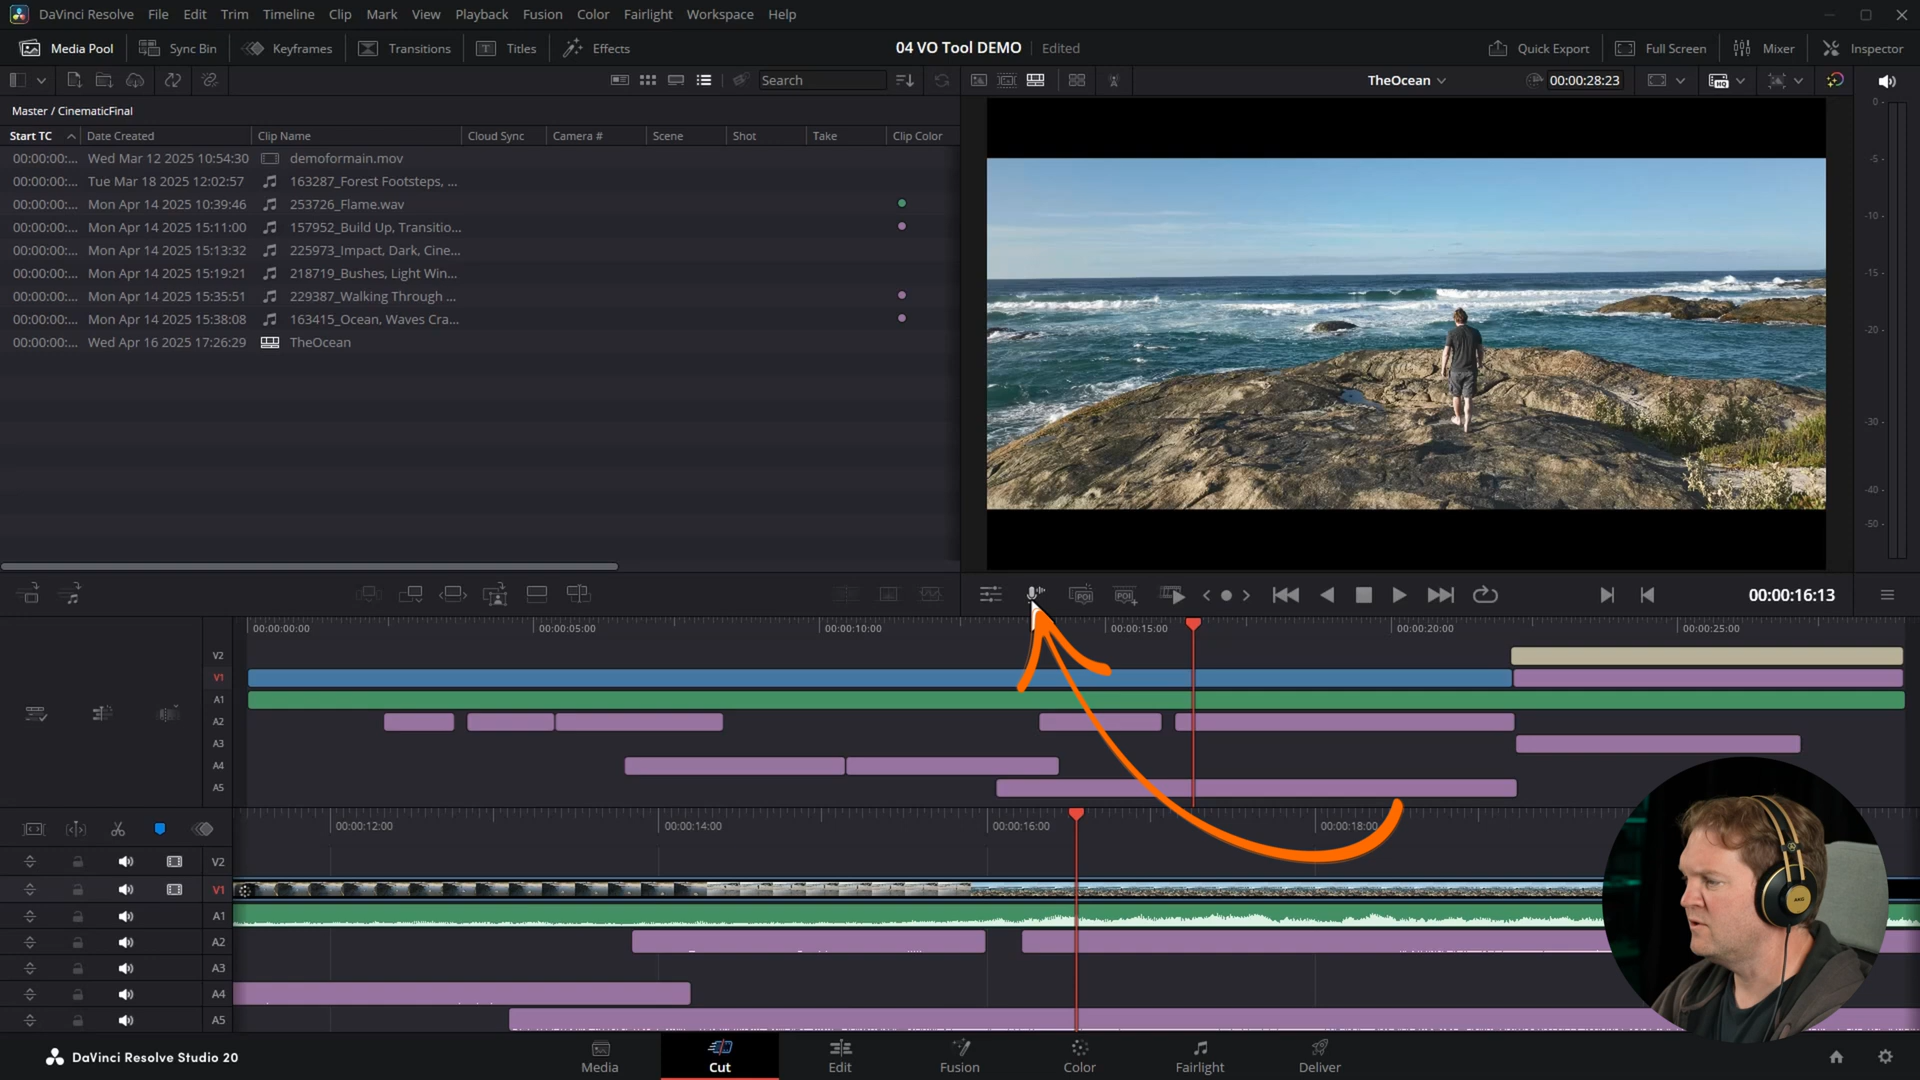 DaVinci Resolve File Edit Trim Timeline Clip Mark View Playback Fusion Color Fairlight Workspace Help
Media Pool Sync Bin Keyframes Transitions Titles Effects 04 VO Tool DEMO Edited Quick Export Full Screen Mixer Inspector
Search TheOcean 00:00:28:23
Master / CinematicFinal
Start TC Date Created Clip Name Cloud Sync Camera # Scene Shot Take Clip Color
00:00:00:... Wed Mar 12 2025 10:54:30 demoformain.mov
00:00:00:... Tue Mar 18 2025 12:02:57 163287_Forest Footsteps, ...
00:00:00:... Mon Apr 14 2025 10:39:46 253726_Flame.wav
00:00:00:... Mon Apr 14 2025 15:11:00 157952_Build Up, Transitio...
00:00:00:... Mon Apr 14 2025 15:13:32 225973_Impact, Dark, Cine...
00:00:00:... Mon Apr 14 2025 15:19:21 218719_Bushes, Light Win...
00:00:00:... Mon Apr 14 2025 15:35:51 229387_Walking Through ...
00:00:00:... Mon Apr 14 2025 15:38:08 163415_Ocean, Waves Cra...
00:00:00:... Wed Apr 16 2025 17:26:29 TheOcean
0
-5
-10
-15
-20
-30
-40
-50
POI POI 00:00:16:13
00:00:00:00 00:00:05:00 00:00:10:00 00:00:15:00 00:00:20:00 00:00:25:00
V2
V1
A1
A2
A3
A4
A5
00:00:12:00 00:00:14:00 00:00:16:00 00:00:18:00
V2
V1
A1
A2
A3
A4
A5
AKG
DaVinci Resolve Studio 20 Media Cut Edit Fusion Color Fairlight Deliver